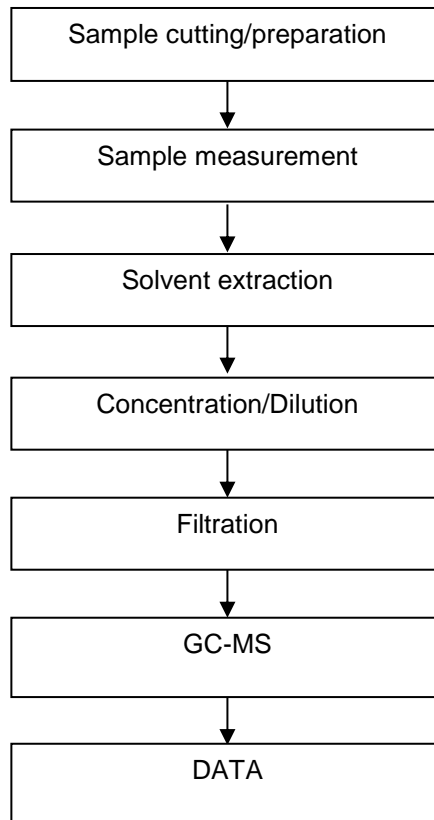 Sample cutting/preparation
Sample measurement
Solvent extraction
Concentration/Dilution
Filtration
GC-MS
DATA